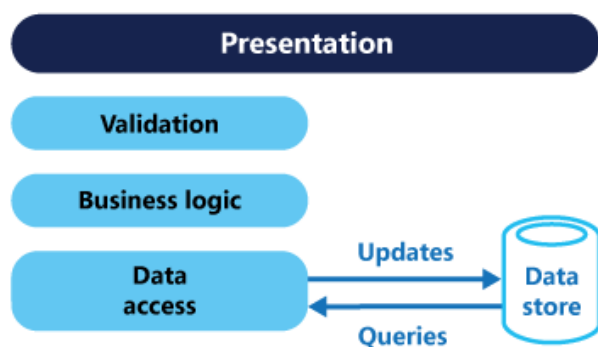 Presentation
Validation
Business logic
Data
access
Updates
Queries
Data
store